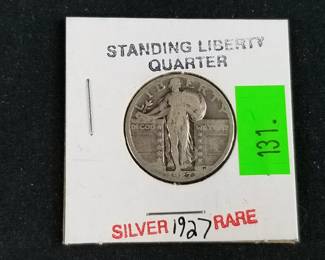 STANDING LIBERTY
QUARTER
LIBERTY
IN GOD WE TRUST
131.
SILVER 1927 RARE